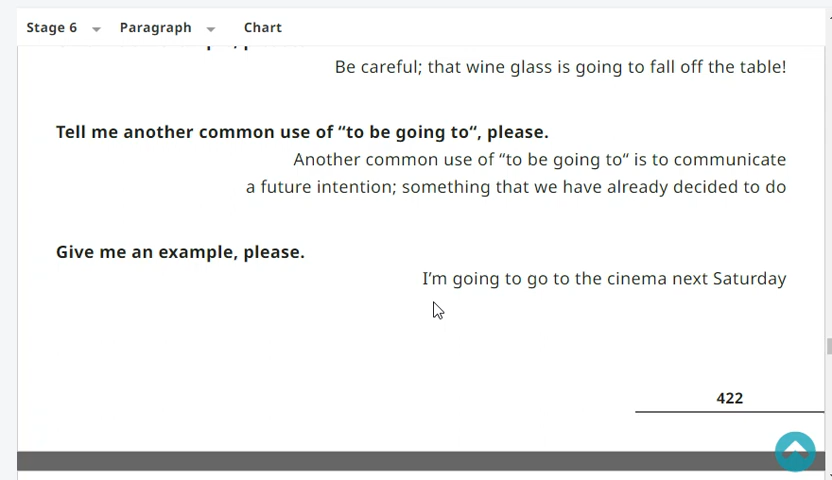 Stage 6 Paragraph Chart
Be careful; that wine glass is going to fall off the table!
Tell me another common use of “to be going to“, please.
Another common use of “to be going to“ is to communicate
a future intention; something that we have already decided to do
Give me an example, please.
I’m going to go to the cinema next Saturday
422